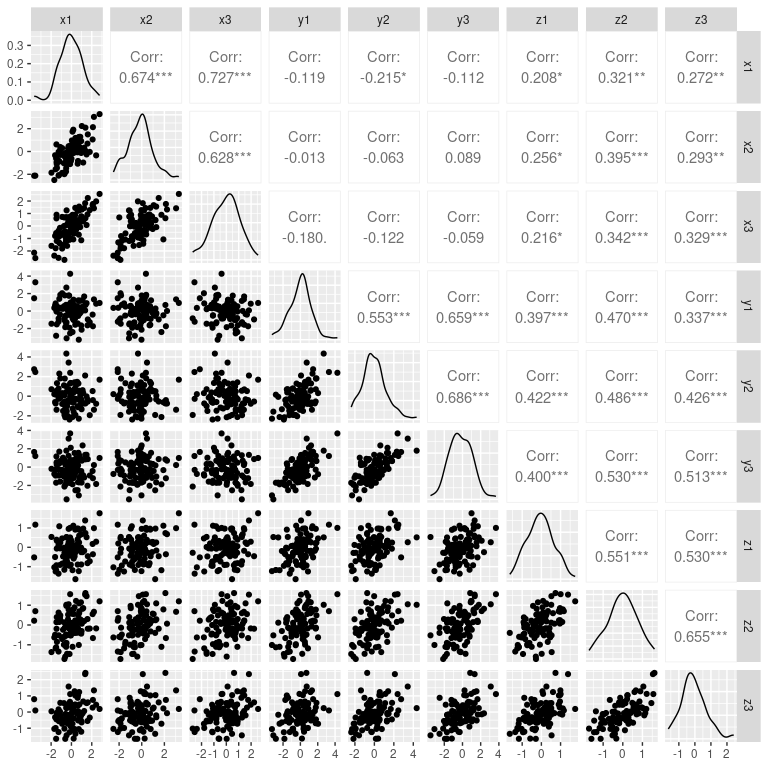 x1 x2 x3 y1 y2 y3 z1 z2 z3
0.3
0.2
0.1
0.0
Corr: Corr: Corr: Corr: Corr: Corr: Corr: Corr:
0.674*** 0.727*** -0.119 -0.215* -0.112 0.208* 0.321** 0.272**
x1
2
0
-2
Corr: Corr: Corr: Corr: Corr: Corr: Corr:
0.628*** -0.013 -0.063 0.089 0.256* 0.395*** 0.293**
x2
2
1
0
-1
-2
Corr: Corr: Corr: Corr: Corr: Corr:
-0.180. -0.122 -0.059 0.216* 0.342*** 0.329***
x3
4
2
0
-2
Corr: Corr: Corr: Corr: Corr:
0.553*** 0.659*** 0.397*** 0.470*** 0.337***
y1
4
2
0
-2
Corr: Corr: Corr: Corr:
0.686*** 0.422*** 0.486*** 0.426***
y2
4
2
0
-2
Corr: Corr: Corr:
0.400*** 0.530*** 0.513***
y3
1
0
-1
Corr: Corr:
0.551*** 0.530***
z1
1
0
-1
Corr:
0.655***
z2
2
1
0
-1
z3
-2 0 2 -2 0 2 -2 -1 0 1 2 -2 0 2 4 -2 0 2 4 -2 0 2 4 -1 0 1 -1 0 1 -1 0 1 2